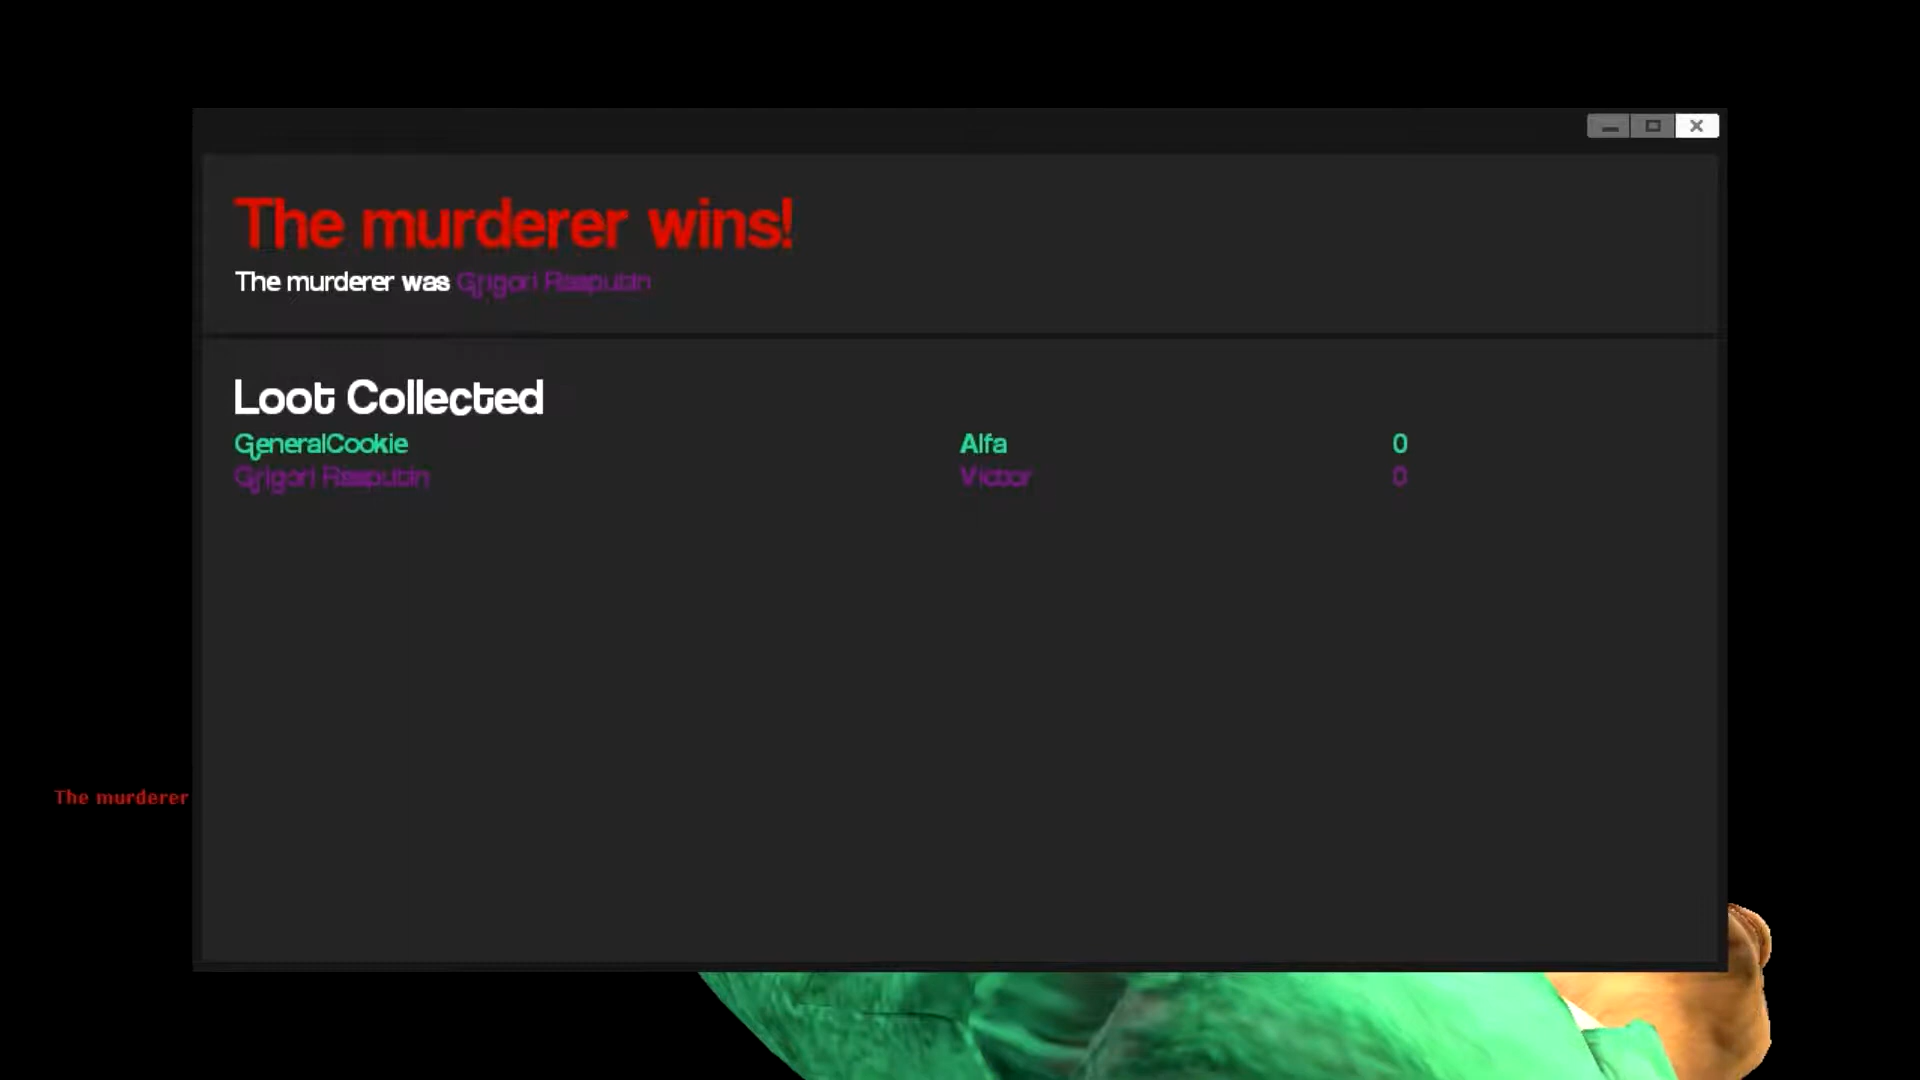 The murderer wins!
The murderer was Grigori Rasputin
Loot Collected
GeneralCookie Alfa 0
Grigori Rasputin Victor 0
The murderer